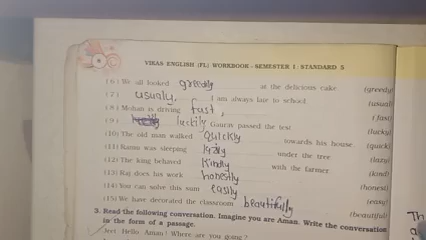 VIKAS ENGLISH (FL) WORKBOOK - SEMESTER I - STANDARD 5
(6) We all looked greedily at the delicious cake. (greedy)
(7) usually, I am always late to school. (usual)
(8) Mohan is driving fast. (fast)
(9) luckily Gaurav passed the test. (lucky)
(10) The old man walked quickly towards his house. (quick)
(11) Ramu was sleeping lazily under the tree. (lazy)
(12) The king behaved kindly with the farmer. (kind)
(13) Raj does his work honestly (honest)
(14) You can solve this sum easily (easy)
(15) We have decorated the classroom beautifully (beautiful)
3. Read the following conversation. Imagine you are Aman. Write the conversation
in the form of a passage.
Jeet : Hello, Aman! Where are you going?